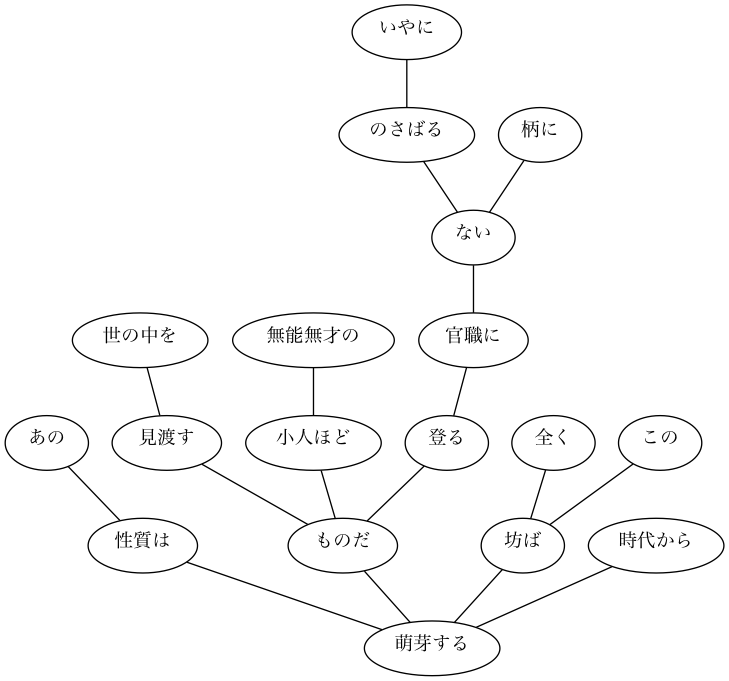 いやに
のさばる
柄に
ない
世の中を
無能無才の
官職に
あの
見渡す
小人ほど
登る
全く
この
性質は
ものだ
坊ば
時代から
萌芽する